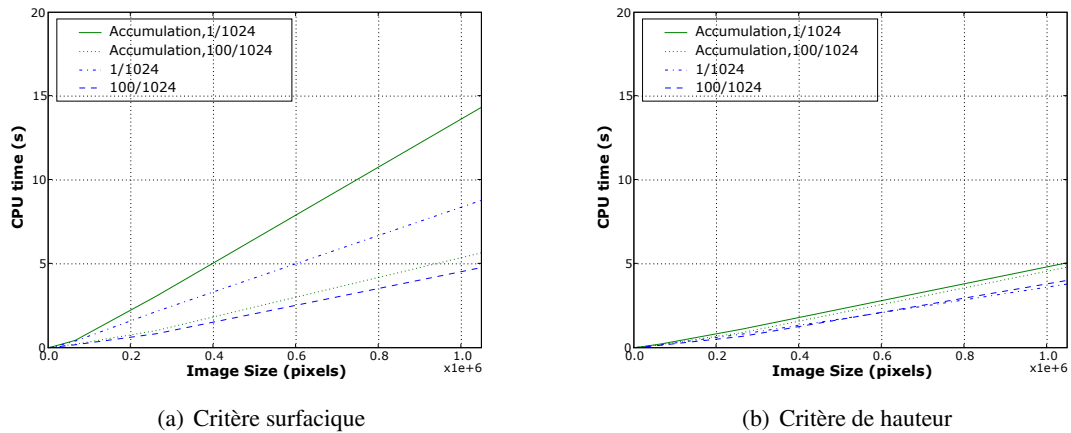 20
15
10
5
0
0.0
0.2
0.4
0.6
0.8
1.0
x1e+6
CPU time (s)
Image Size (pixels)
Accumulation,1/1024
Accumulation,100/1024
1/1024
100/1024
(a) Critère surfacique
20
15
10
5
0
0.0
0.2
0.4
0.6
0.8
1.0
x1e+6
CPU time (s)
Image Size (pixels)
Accumulation,1/1024
Accumulation,100/1024
1/1024
100/1024
(b) Critère de hauteur